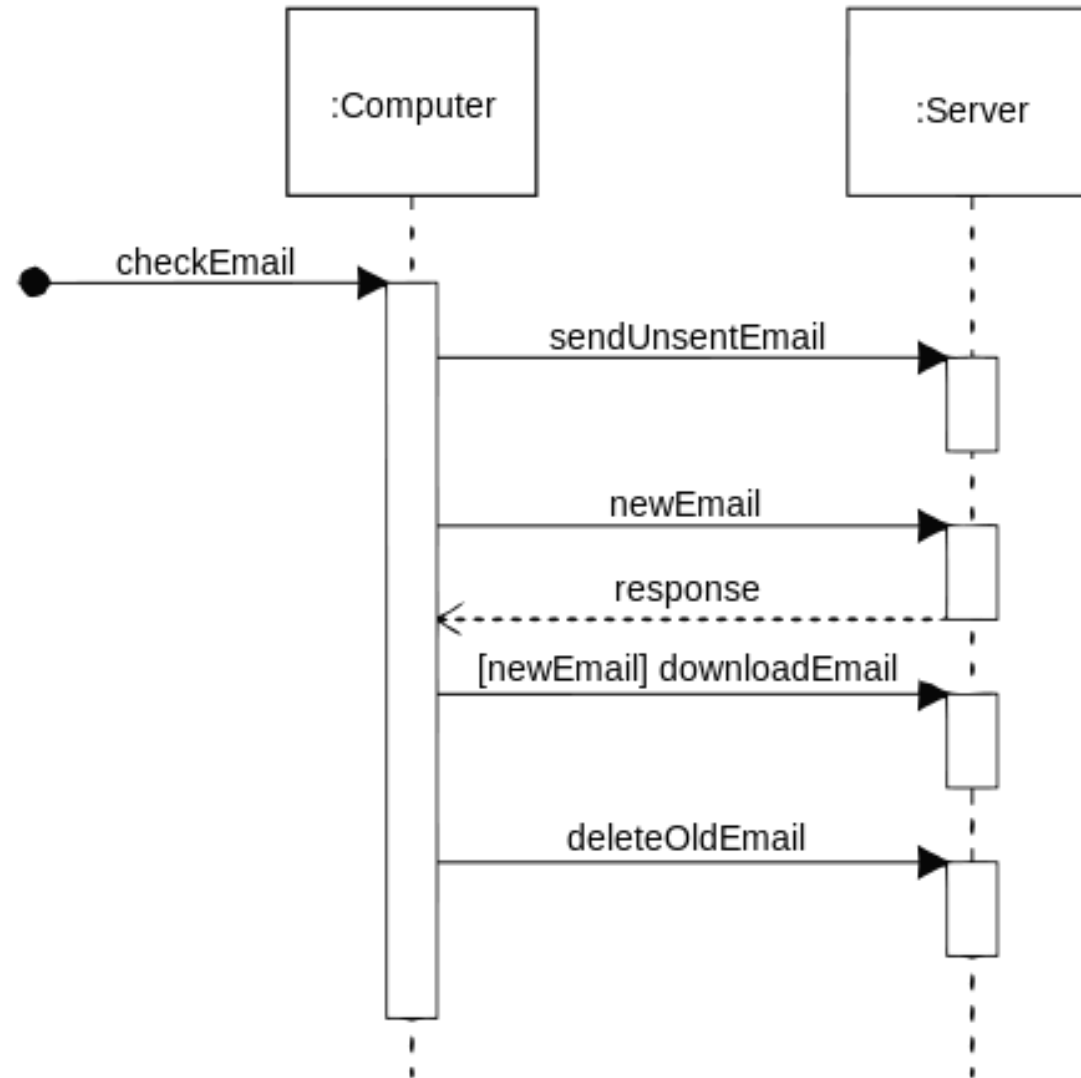 :Computer
:Server
checkEmail
sendUnsentEmail
newEmail
response
[newEmail] downloadEmail
deleteOldEmail